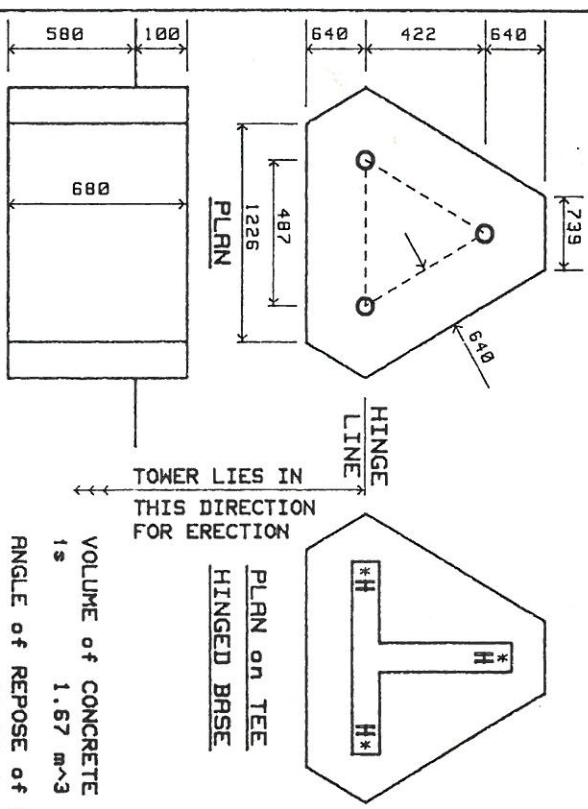 580
100
640
422
640
680
739
487
1226
640
PLAN
HINGE
LINE
TOWER LIES IN
THIS DIRECTION
FOR ERECTION
PLAN on TEE
HINGED BASE
*H
H*
H*
VOLUME of CONCRETE
is 1.67 m^3
ANGLE of REPOSE of